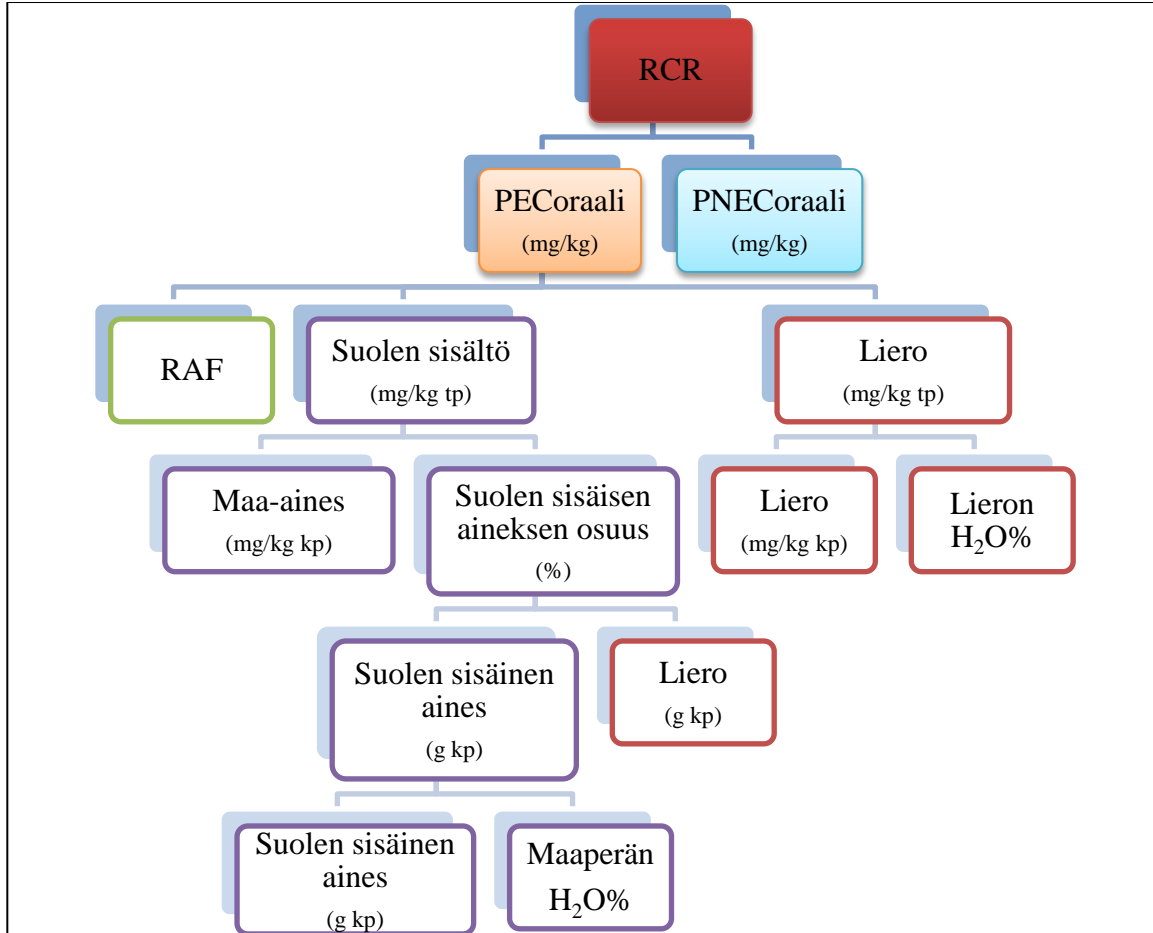 RCR
PECoraali
(mg/kg)
PNECoraali
(mg/kg)
RAF
Suolen sisältö
(mg/kg tp)
Liero
(mg/kg tp)
Maa-aines
(mg/kg kp)
Suolen sisäisen
aineksen osuus
(%)
Liero
(mg/kg kp)
Lieron
H₂O%
Suolen sisäinen
aines
(g kp)
Liero
(g kp)
Suolen sisäinen
aines
(g kp)
Maaperän
H₂O%